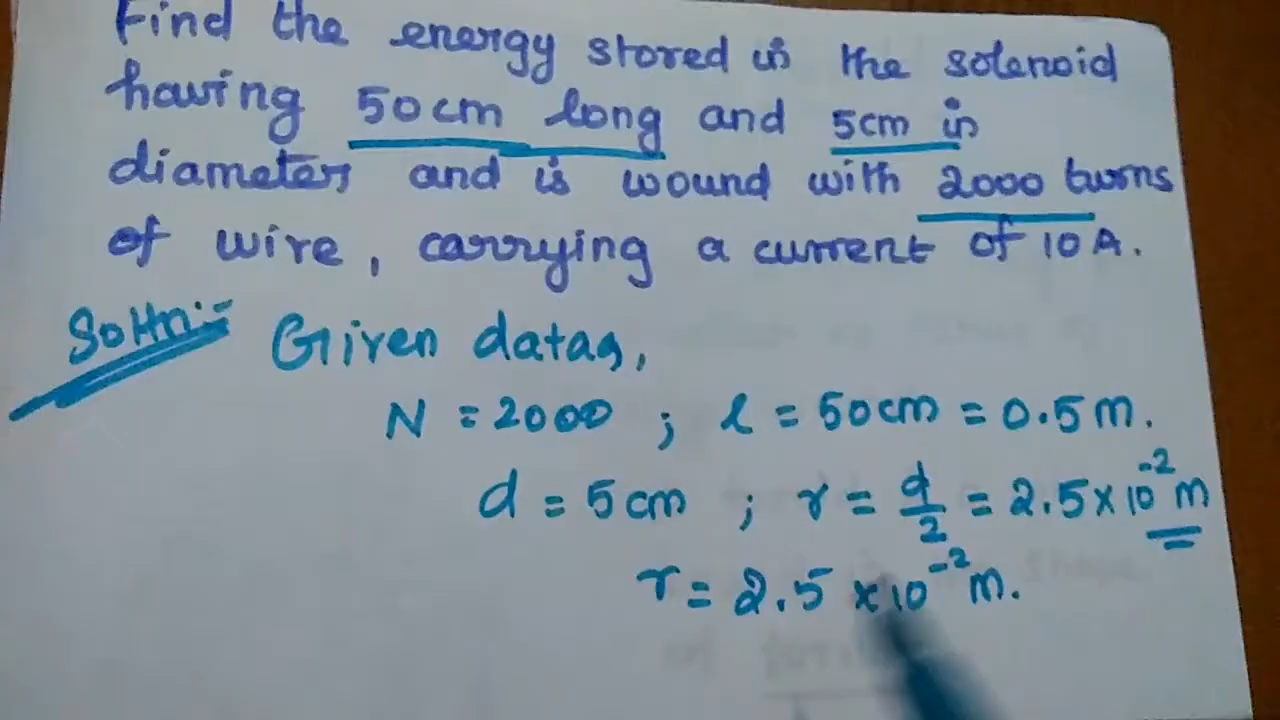 Find the energy stored in the solenoid
having 50cm long and 5cm in
diameter and is wound with 2000 turns
of wire, carrying a current of 10A.
Soltn:- Given datas,
N = 2000 ; l = 50cm = 0.5m.
d = 5cm ; r = d/2 = 2.5×10⁻²m
r = 2.5×10⁻²m.